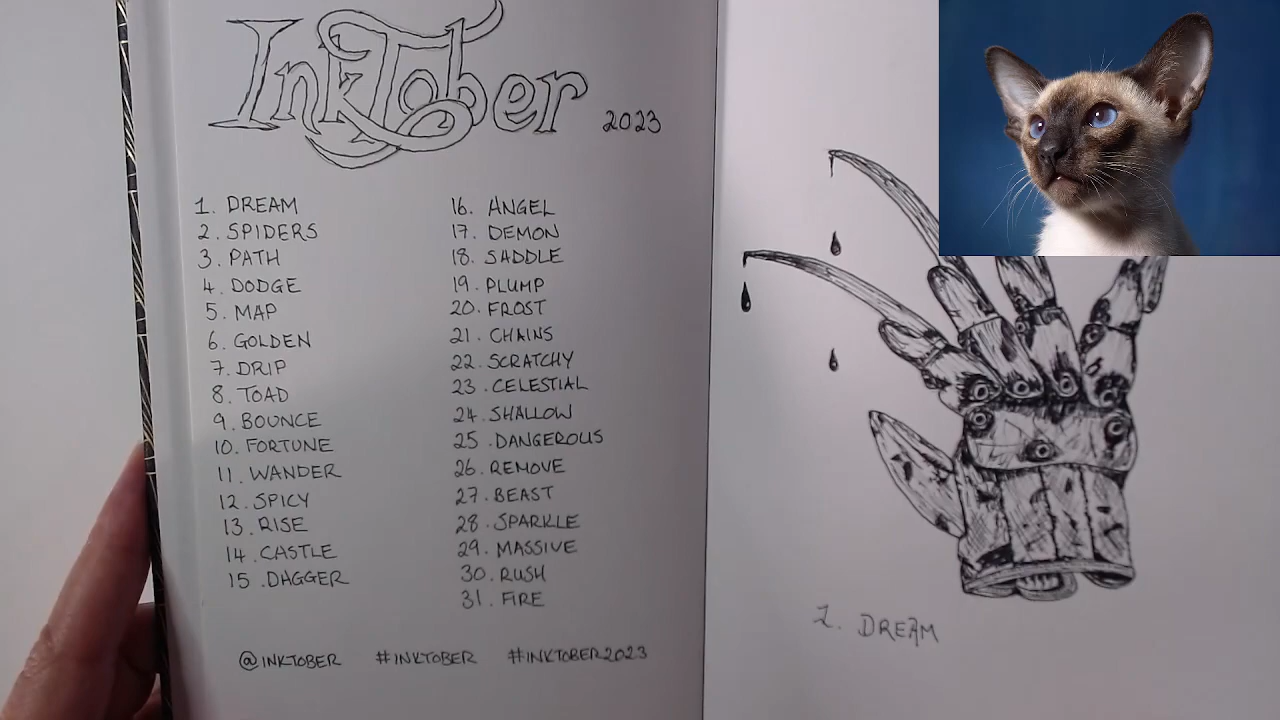 InkTober 2023
1. DREAM
2. SPIDERS
3. PATH
4. DODGE
5. MAP
6. GOLDEN
7. DRIP
8. TOAD
9. BOUNCE
10. FORTUNE
11. WANDER
12. SPICY
13. RISE
14. CASTLE
15. DAGGER
16. ANGEL
17. DEMON
18. SADDLE
19. PLUMP
20. FROST
21. CHAINS
22. SCRATCHY
23. CELESTIAL
24. SHALLOW
25. DANGEROUS
26. REMOVE
27. BEAST
28. SPARKLE
29. MASSIVE
30. RUSH
31. FIRE
@INKTOBER #INKTOBER #INKTOBER2023
1. DREAM